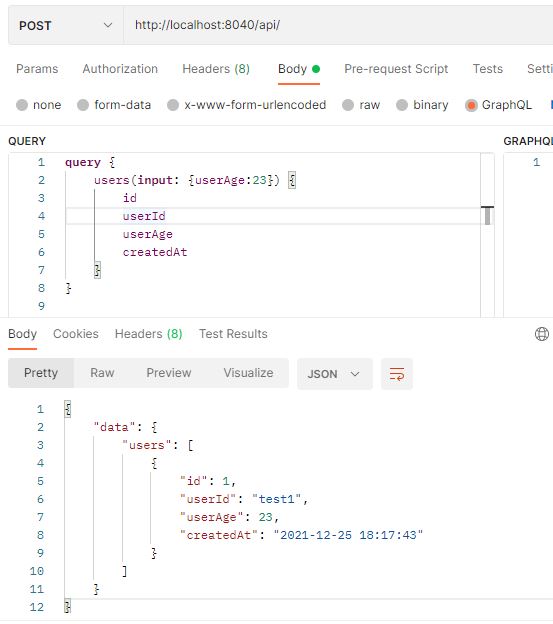 POST http://localhost:8040/api/
Params Authorization Headers (8) Body Pre-request Script Tests Setti
none form-data x-www-form-urlencoded raw binary GraphQL
QUERY GRAPHQL
1 query { 1
2 users(input: {userAge:23}) {
3 id
4 userId
5 userAge
6 createdAt
7 }
8 }
9
Body Cookies Headers (8) Test Results
Pretty Raw Preview Visualize JSON
1 {
2 "data": {
3 "users": [
4 {
5 "id": 1,
6 "userId": "test1",
7 "userAge": 23,
8 "createdAt": "2021-12-25 18:17:43"
9 }
10 ]
11 }
12 }